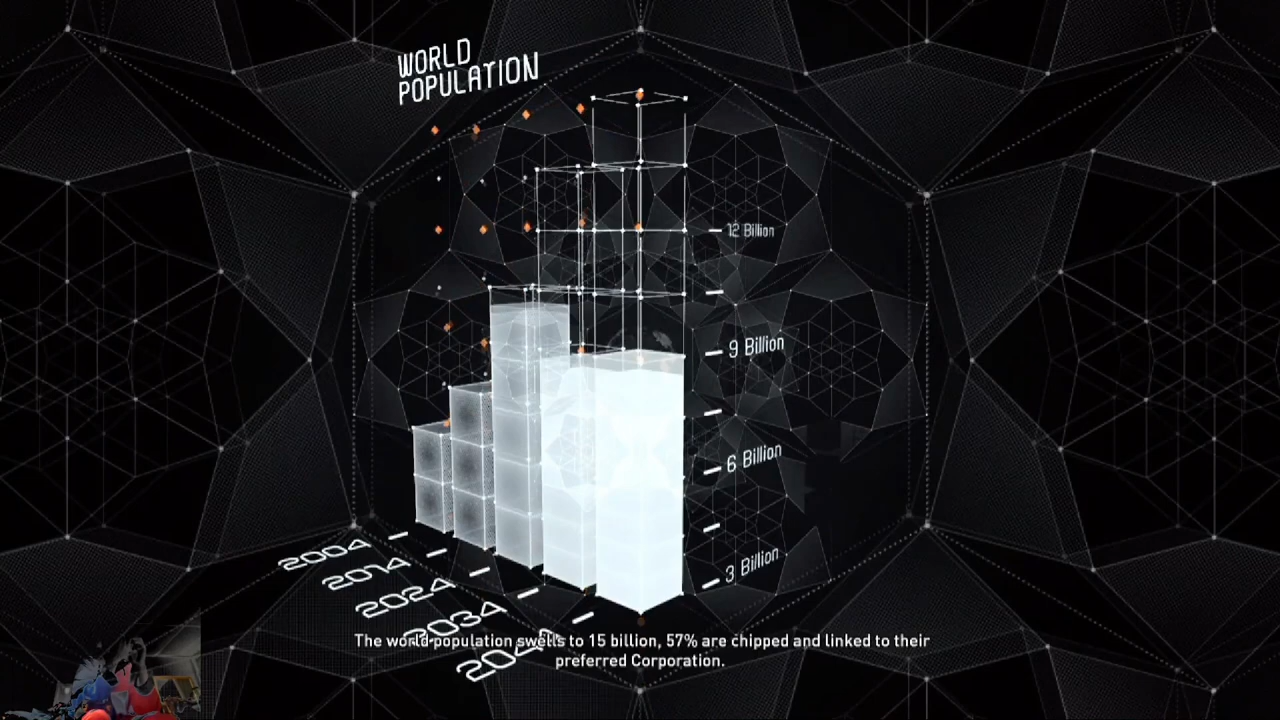 WORLD
POPULATION
12 Billion
9 Billion
6 Billion
3 Billion
2004
2014
2024
2034
The world population swells to 15 billion, 57% are chipped and linked to their
preferred Corporation.